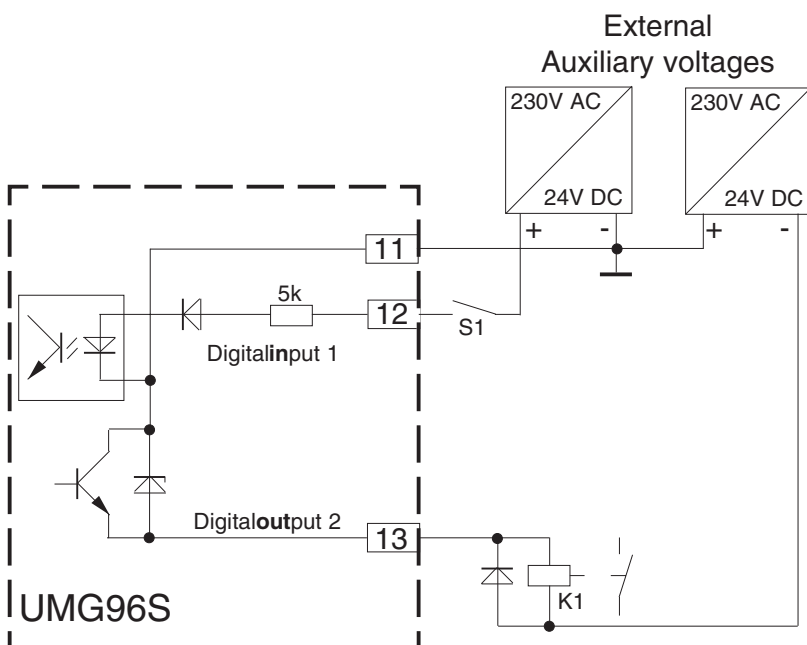 External
Auxiliary voltages
230V AC
24V DC
+ -
230V AC
24V DC
+ -
11
5k
12
S1
Digitalinput 1
Digitaloutput 2
13
K1
UMG96S